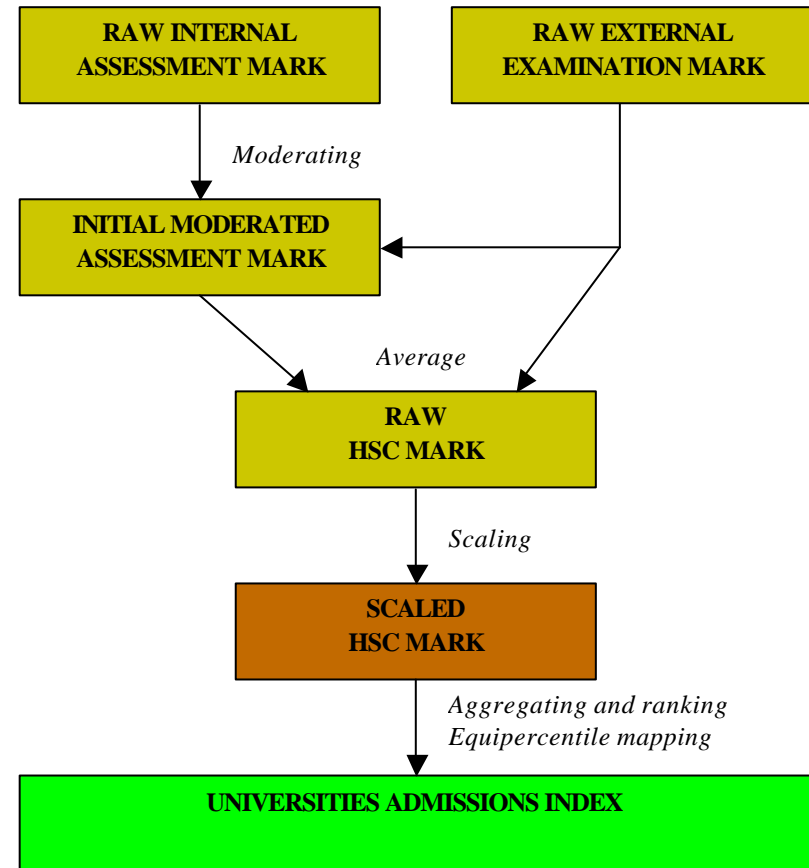 RAW INTERNAL
ASSESSMENT MARK
RAW EXTERNAL
EXAMINATION MARK
Moderating
INITIAL MODERATED
ASSESSMENT MARK
Average
RAW
HSC MARK
Scaling
SCALED
HSC MARK
Aggregating and ranking
Equipercentile mapping
UNIVERSITIES ADMISSIONS INDEX